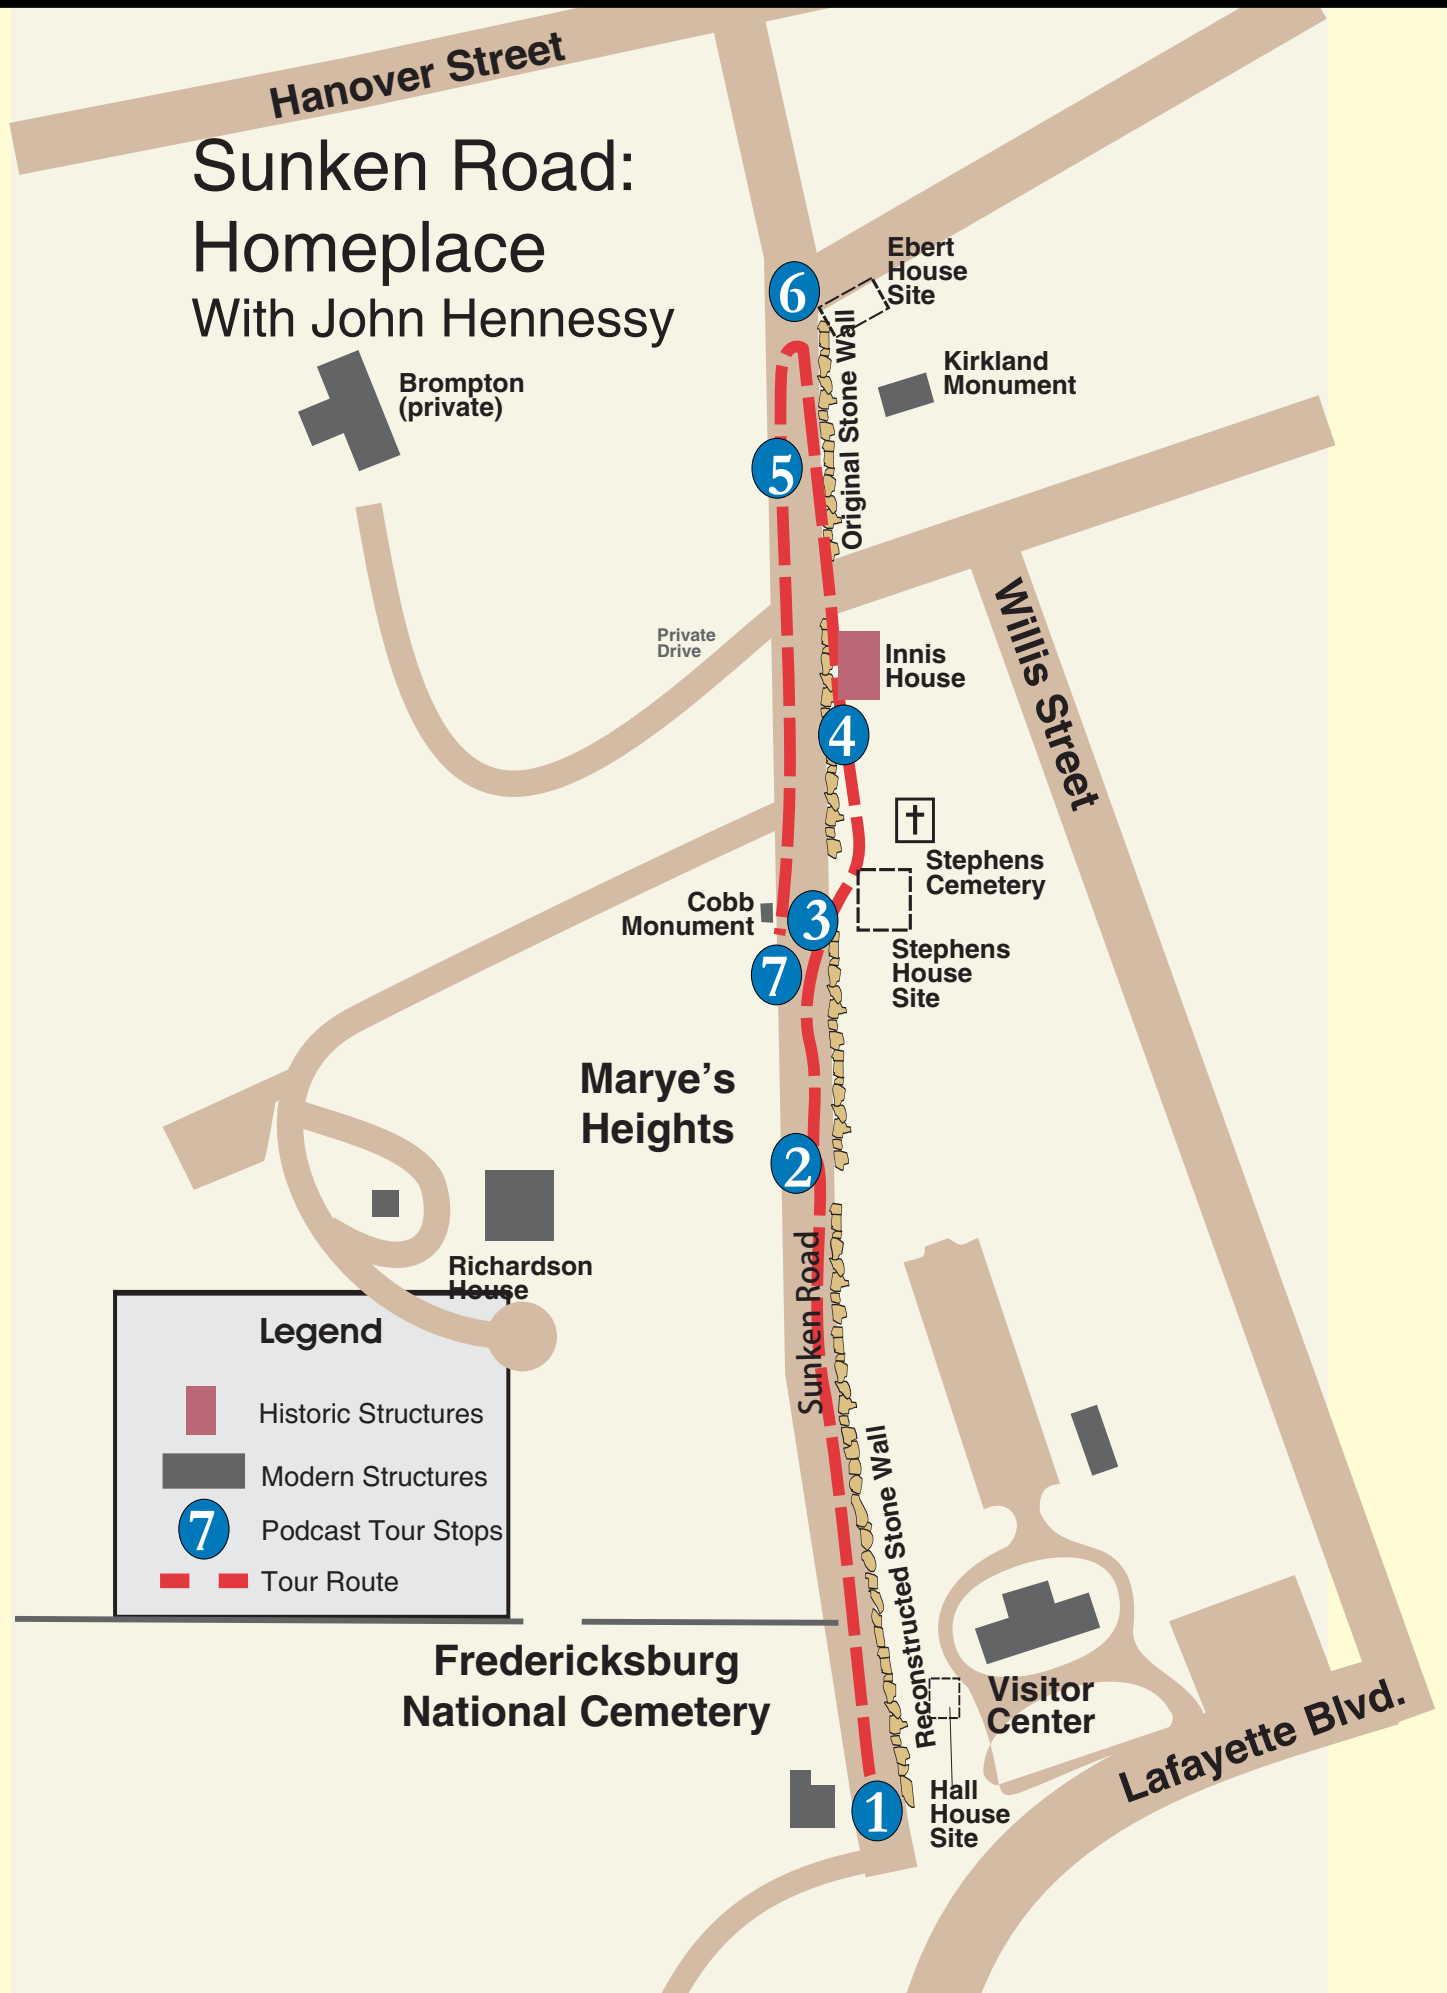 Hanover Street
Sunken Road:
Homeplace
With John Hennessy
Ebert
House
Site
6
Original Stone Wall
Kirkland
Monument
Brompton
(private)
5
Private
Drive
Innis
House
Willis Street
4
Stephens
Cemetery
Cobb
Monument
3
7
Stephens
House
Site
Marye’s
Heights
2
Sunken Road
Richardson
House
Legend
Historic Structures
Modern Structures
7
Podcast Tour Stops
Tour Route
Reconstructed Stone Wall
Fredericksburg
National Cemetery
Visitor
Center
Lafayette Blvd.
Hall
House
Site
1